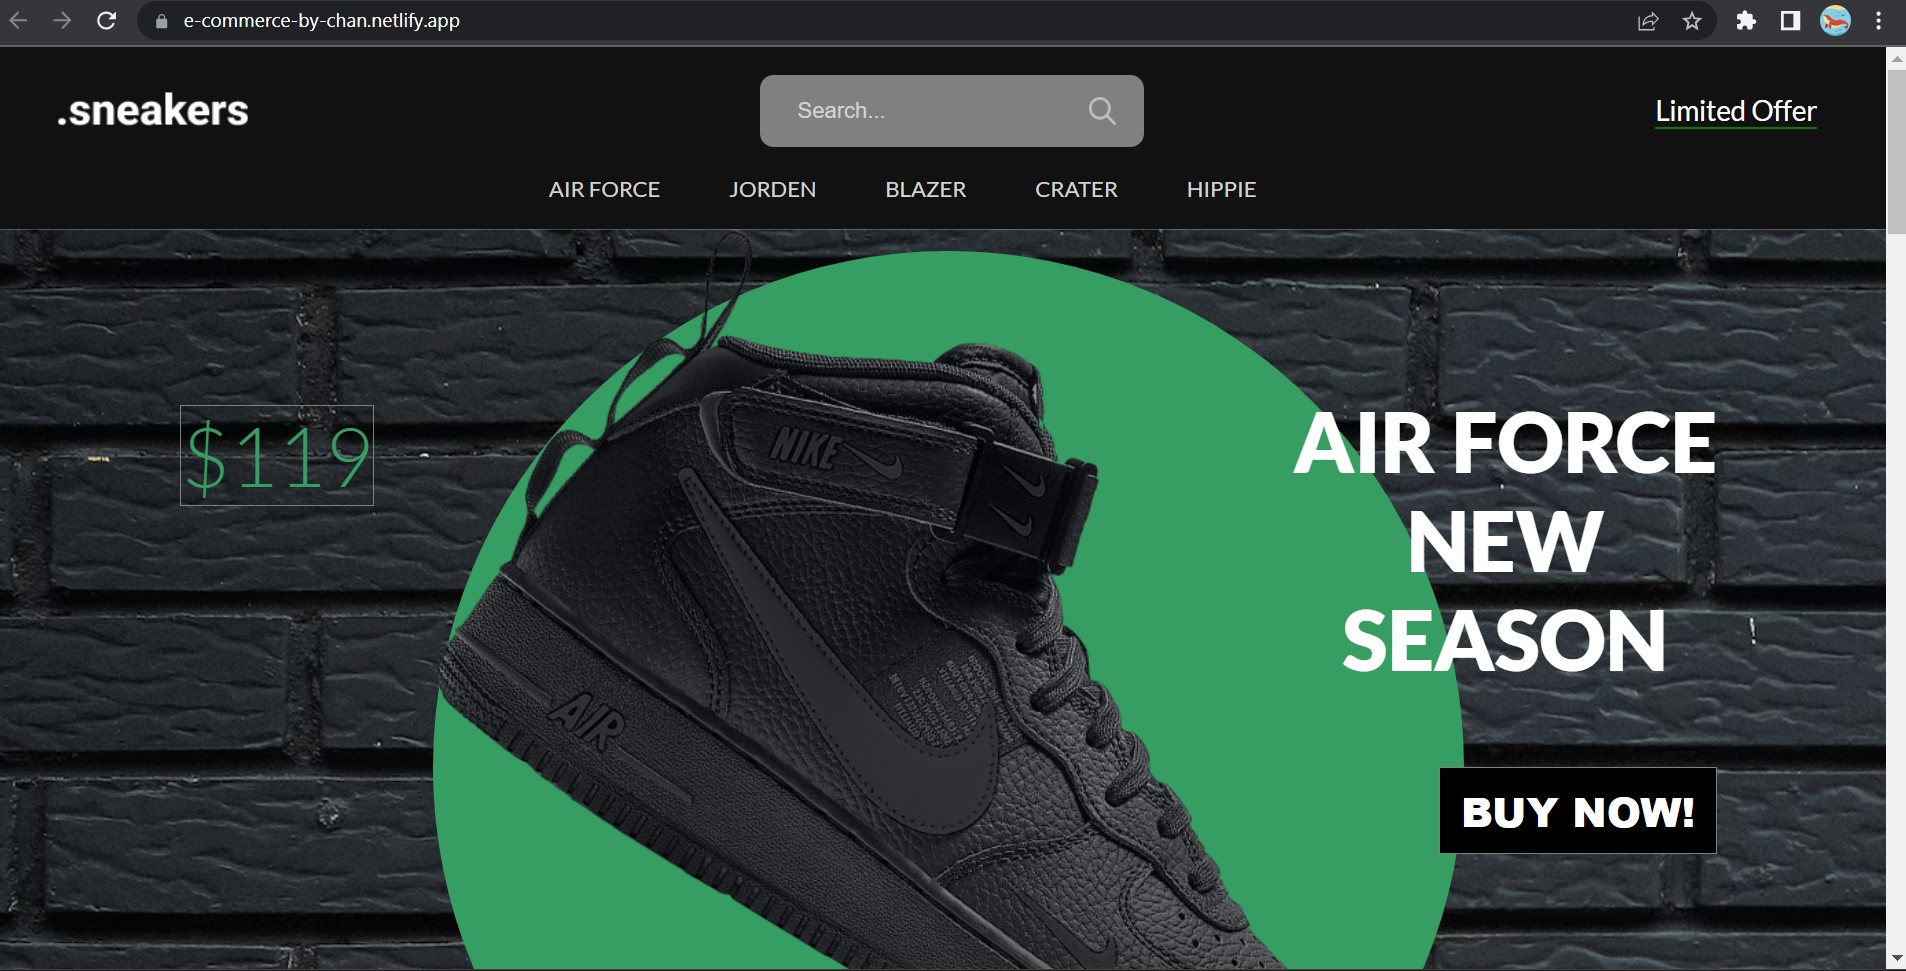 e-commerce-by-chan.netlify.app
.sneakers
Search...
Limited Offer
AIR FORCE
JORDEN
BLAZER
CRATER
HIPPIE
$119
AIR FORCE
NEW
SEASON
BUY NOW!
NIKE
AIR